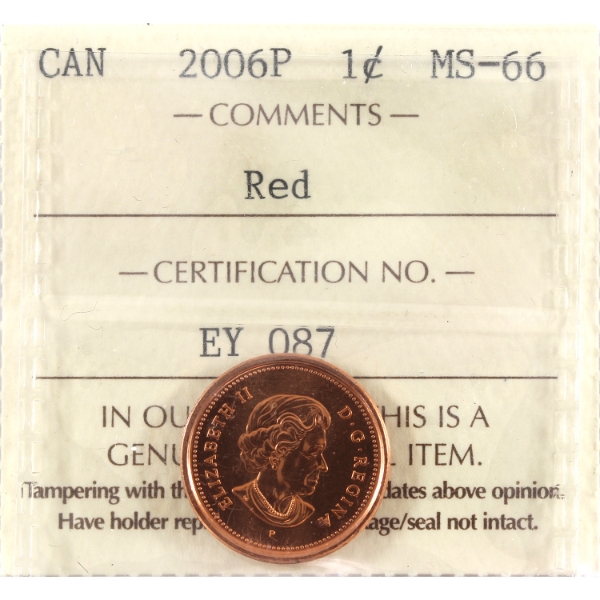 CAN 2006P 1¢ MS-66
— COMMENTS —
Red
— CERTIFICATION NO. —
EY 087
IN OU HIS IS A
GENU L ITEM.
Tampering with th dates above opinion.
Have holder rep age/seal not intact.
ELIZABETH II D.G.REGINA
P